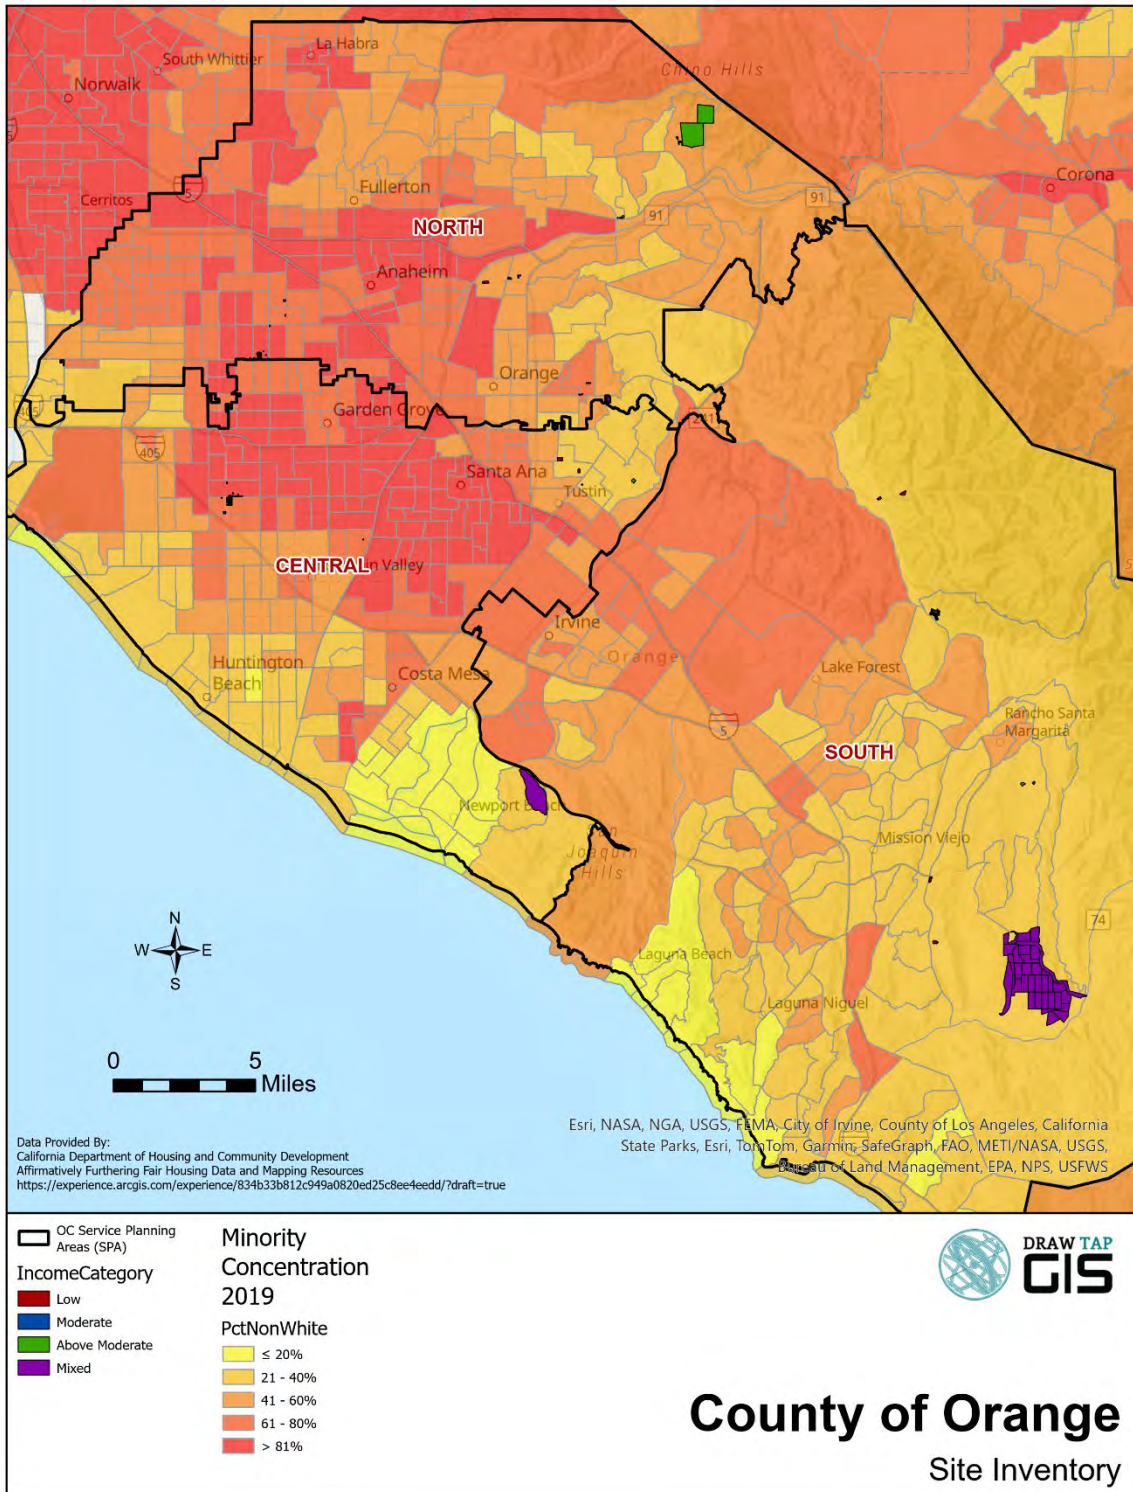 Chino Hills
La Habra
South Whittier
Norwalk
Corona
Cerritos
5
Fullerton
91
91
NORTH
Anaheim
Orange
405
Garden Grove
241
405
Santa Ana
Tustin
CENTRAL
n Valley
Irvine
Orange
Huntington
Beach
Costa Mesa
Lake Forest
5
Rancho Santa
Margarita
SOUTH
Newport Beach
Mission Viejo
Joaquin
Hills
74
N
W E
S
Laguna Beach
Laguna Niguel
0 5
Miles
Esri, NASA, NGA, USGS, FEMA, City of Irvine, County of Los Angeles, California
State Parks, Esri, TomTom, Garmin, SafeGraph, FAO, METI/NASA, USGS,
Bureau of Land Management, EPA, NPS, USFWS
Data Provided By:
California Department of Housing and Community Development
Affirmatively Furthering Fair Housing Data and Mapping Resources
https://experience.arcgis.com/experience/834b33b812c949a0820ed25c8ee4eedd/?draft=true
OC Service Planning
Areas (SPA)
IncomeCategory
Low
Moderate
Above Moderate
Mixed
Minority
Concentration
2019
PctNonWhite
≤ 20%
21 - 40%
41 - 60%
61 - 80%
> 81%
DRAW TAP
GIS
County of Orange
Site Inventory